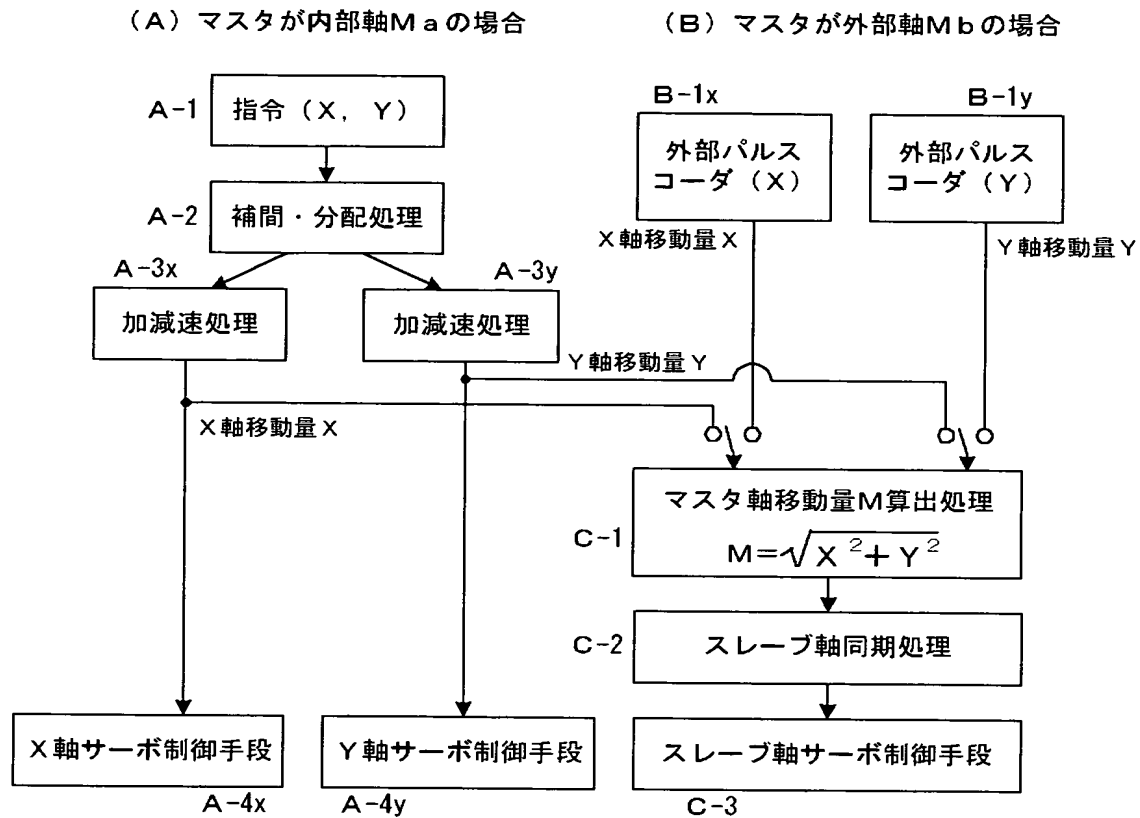 (A)マスタが内部軸Maの場合
(B)マスタが外部軸Mbの場合
A-1
指令(X, Y)
A-2
補間・分配処理
A-3x
加減速処理
A-3y
加減速処理
B-1x
外部パルス
コーダ(X)
B-1y
外部パルス
コーダ(Y)
X軸移動量X
Y軸移動量Y
Y軸移動量Y
X軸移動量X
C-1
マスタ軸移動量M算出処理
M=√X²+Y²
C-2
スレーブ軸同期処理
X軸サーボ制御手段
A-4x
Y軸サーボ制御手段
A-4y
スレーブ軸サーボ制御手段
C-3